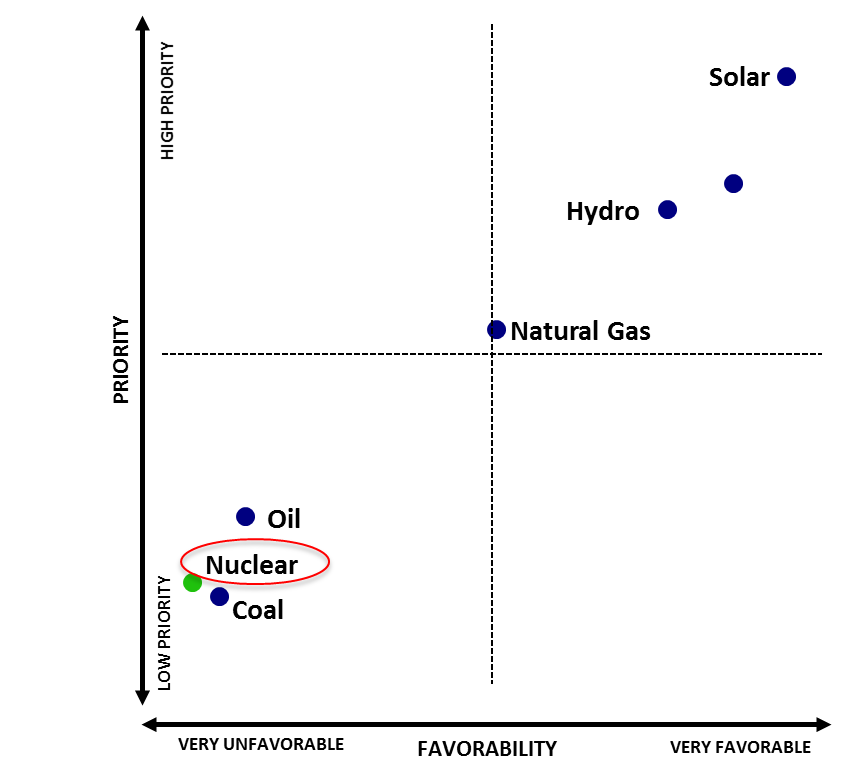 HIGH PRIORITY
Solar
Hydro
PRIORITY
Natural Gas
Oil
Nuclear
Coal
LOW PRIORITY
VERY UNFAVORABLE
FAVORABILITY
VERY FAVORABLE